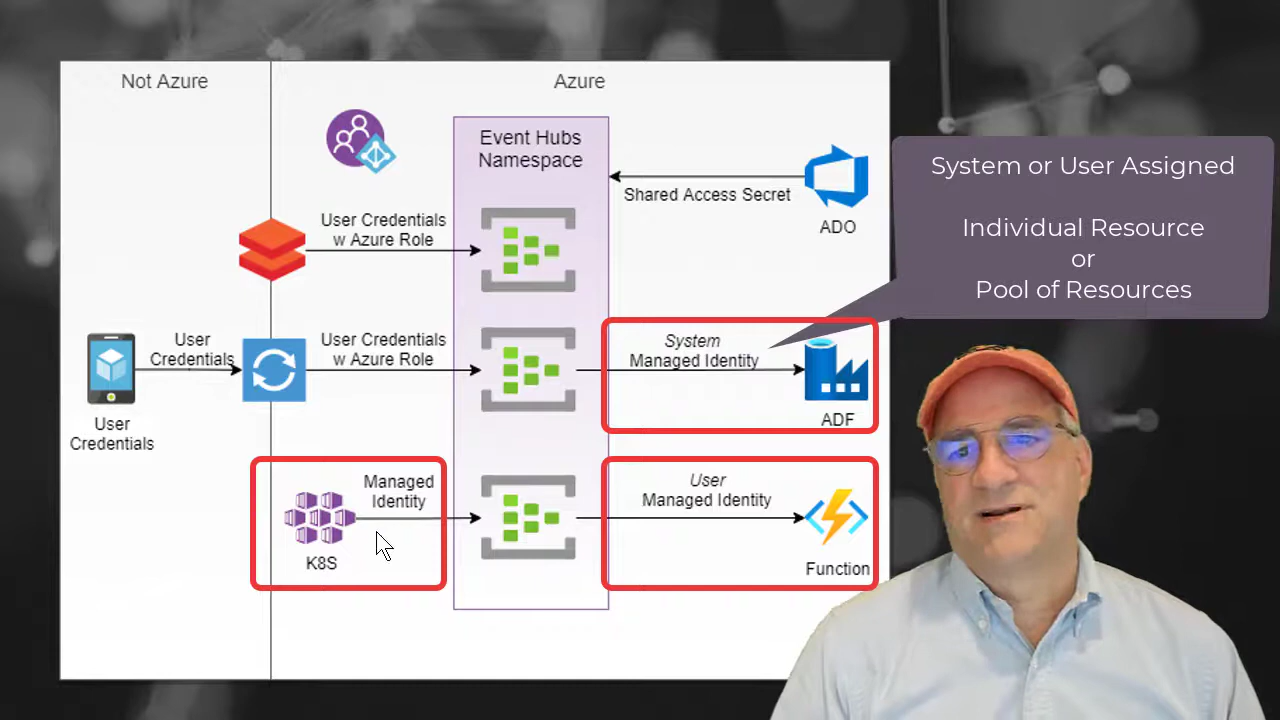 Not Azure
Azure
Event Hubs
Namespace
Shared Access Secret
ADO
User Credentials
w Azure Role
User
Credentials
User Credentials
w Azure Role
User
Credentials
System
Managed Identity
ADF
Managed
Identity
K8S
User
Managed Identity
Function
System or User Assigned
Individual Resource
or
Pool of Resources